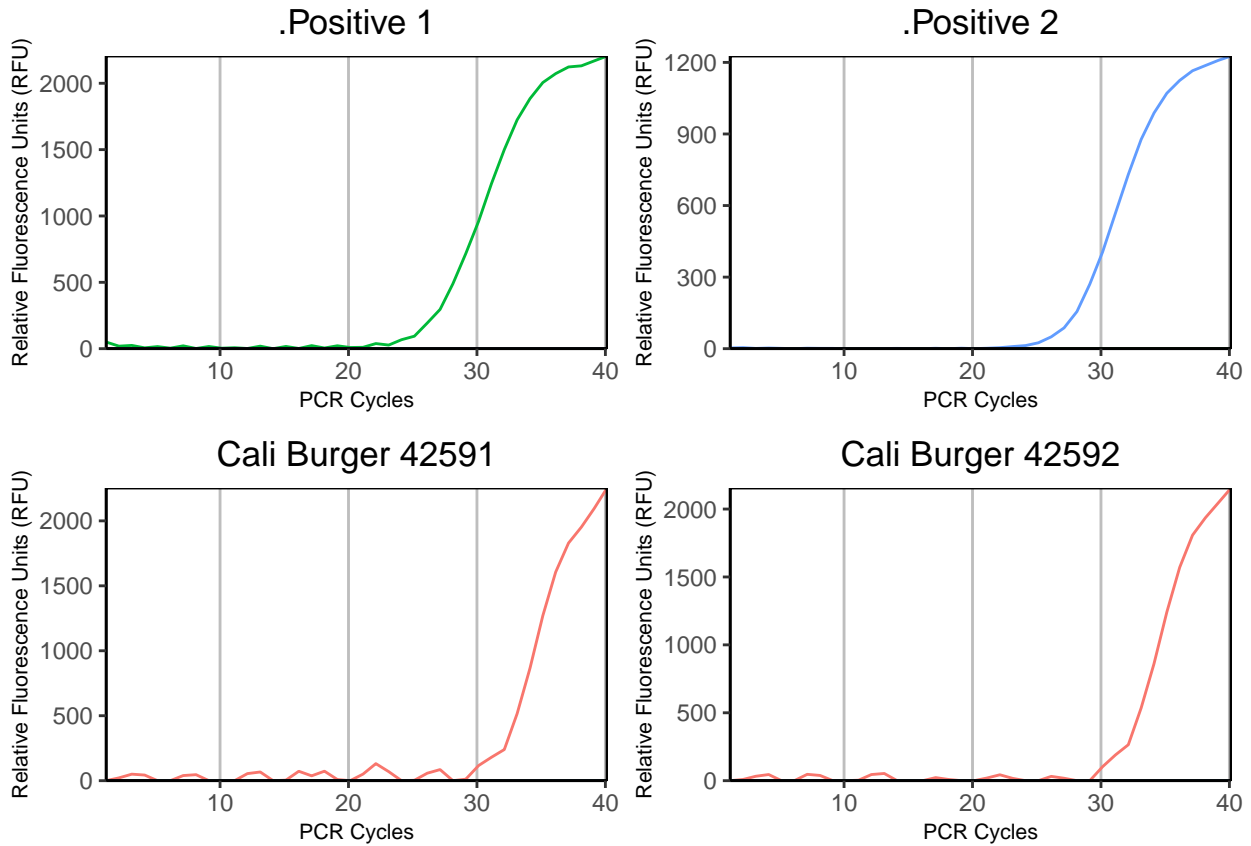 .Positive 1
Relative Fluorescence Units (RFU)
2000
1500
1000
500
0
10 20 30 40
PCR Cycles
.Positive 2
Relative Fluorescence Units (RFU)
1200
900
600
300
0
10 20 30 40
PCR Cycles
Cali Burger 42591
Relative Fluorescence Units (RFU)
2000
1500
1000
500
0
10 20 30 40
PCR Cycles
Cali Burger 42592
Relative Fluorescence Units (RFU)
2000
1500
1000
500
0
10 20 30 40
PCR Cycles